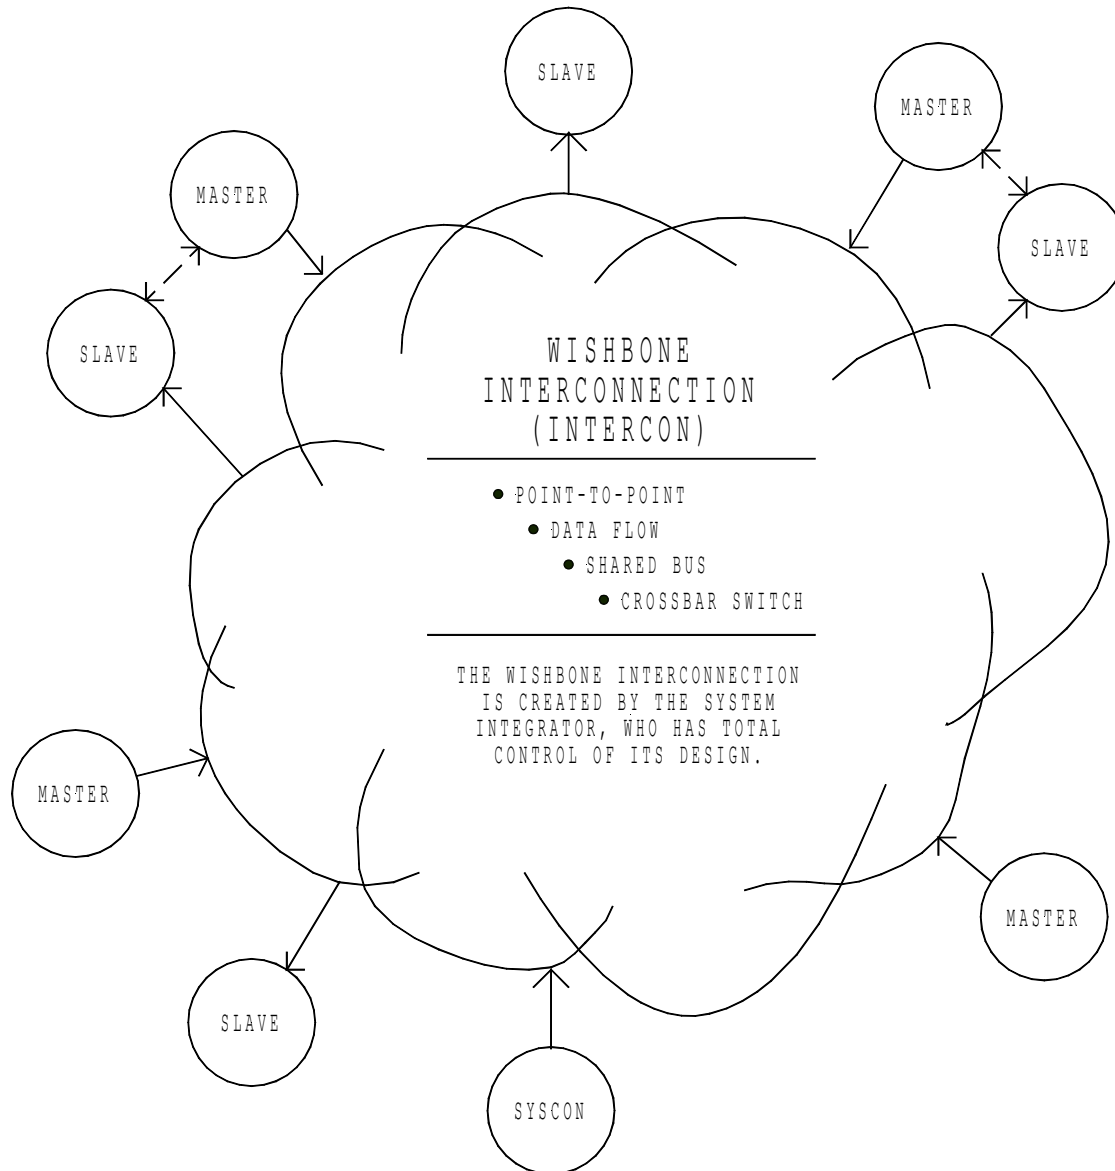 SLAVE
MASTER
MASTER
SLAVE
SLAVE
WISHBONE
INTERCONNECTION
(INTERCON)
• POINT-TO-POINT
• DATA FLOW
• SHARED BUS
• CROSSBAR SWITCH
THE WISHBONE INTERCONNECTION
IS CREATED BY THE SYSTEM
INTEGRATOR, WHO HAS TOTAL
CONTROL OF ITS DESIGN.
MASTER
MASTER
SLAVE
SYSCON